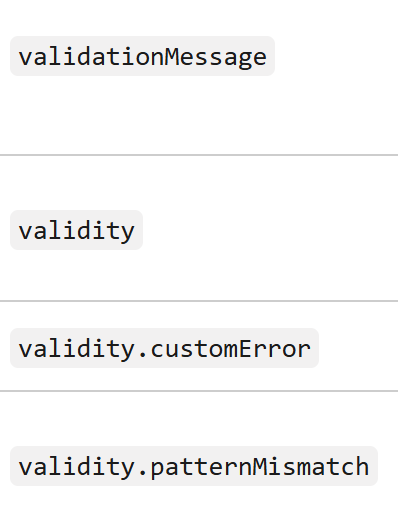 validationMessage
validity
validity.customError
validity.patternMismatch